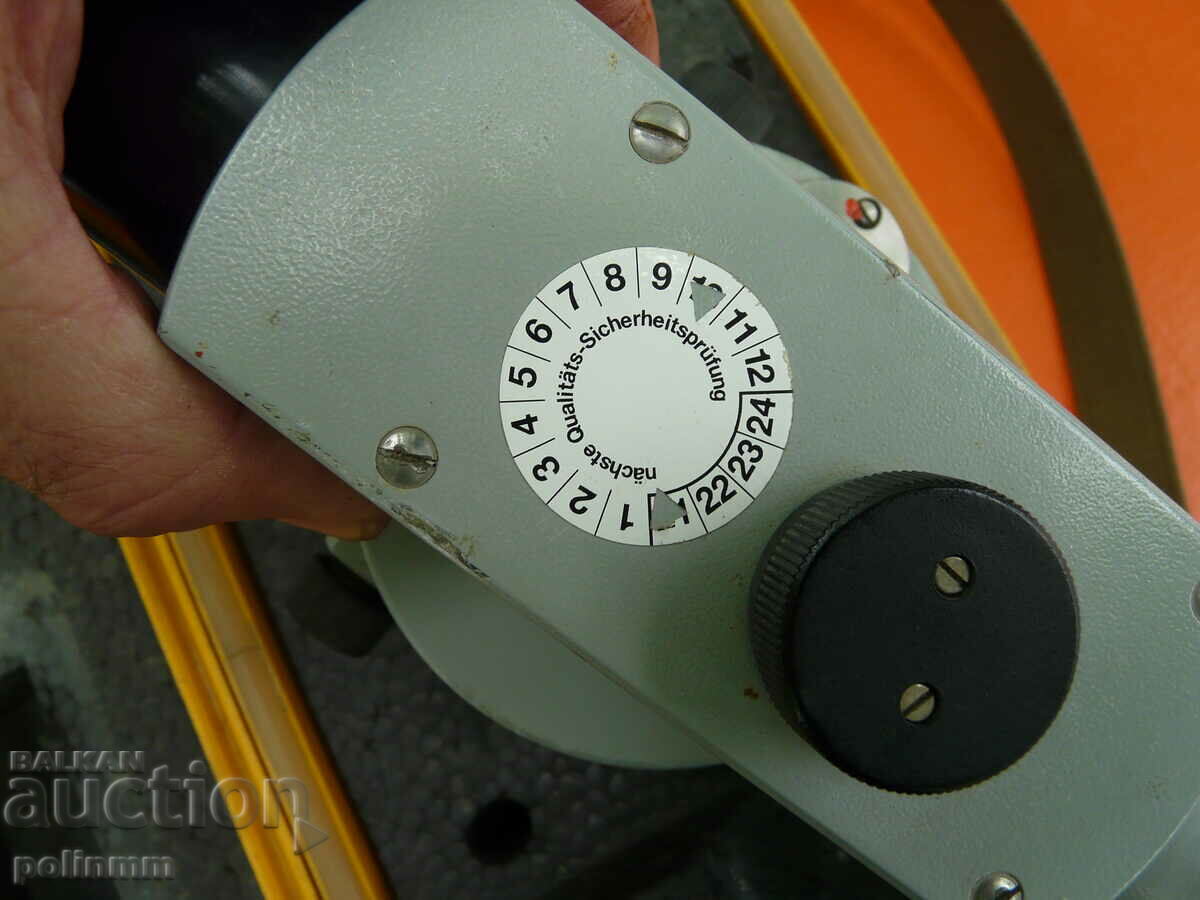 nächste Qualitäts-Sicherheitsprüfung
1 2 3 4 5 6 7 8 9 10 11 12
24 23 22
BALKAN
auction
polinmm